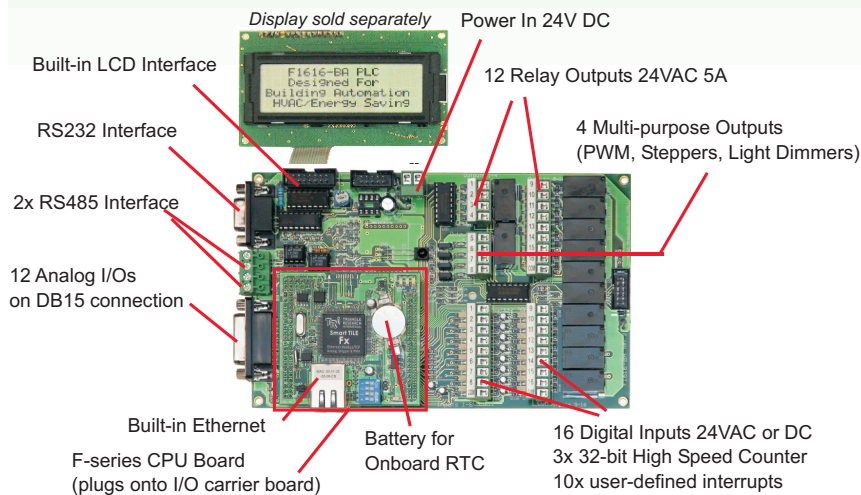 Display sold separately
Power In 24V DC
Built-in LCD Interface
12 Relay Outputs 24VAC 5A
F1616-BA PLC
Designed For
Building Automation
HVAC/Energy Saving
RS232 Interface
4 Multi-purpose Outputs
(PWM, Steppers, Light Dimmers)
2x RS485 Interface
12 Analog I/Os
on DB15 connection
TRIANGLE
RESEARCH
Smart TILE
Fx
Built-in Ethernet
Battery for
Onboard RTC
F-series CPU Board
(plugs onto I/O carrier board)
16 Digital Inputs 24VAC or DC
3x 32-bit High Speed Counter
10x user-defined interrupts